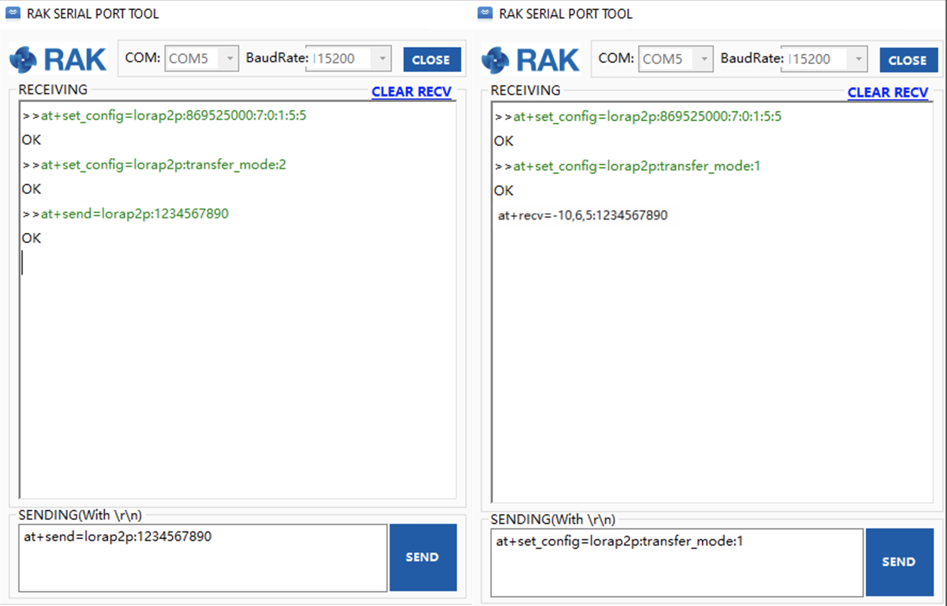 RAK SERIAL PORT TOOL
RAK
COM: COM5
BaudRate: 115200
CLOSE
RECEIVING
CLEAR RECV
>>at+set_config=lorap2p:869525000:7:0:1:5:5
OK
>>at+set_config=lorap2p:transfer_mode:2
OK
>>at+send=lorap2p:1234567890
OK
SENDING(With \r\n)
at+send=lorap2p:1234567890
SEND
RAK SERIAL PORT TOOL
RAK
COM: COM5
BaudRate: 115200
CLOSE
RECEIVING
CLEAR RECV
>>at+set_config=lorap2p:869525000:7:0:1:5:5
OK
>>at+set_config=lorap2p:transfer_mode:1
OK
at+recv=-10,6,5:1234567890
SENDING(With \r\n)
at+set_config=lorap2p:transfer_mode:1
SEND